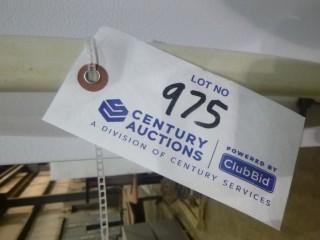 LOT NO
975
CENTURY
AUCTIONS
A DIVISION OF CENTURY SERVICES
POWERED BY
ClubBid